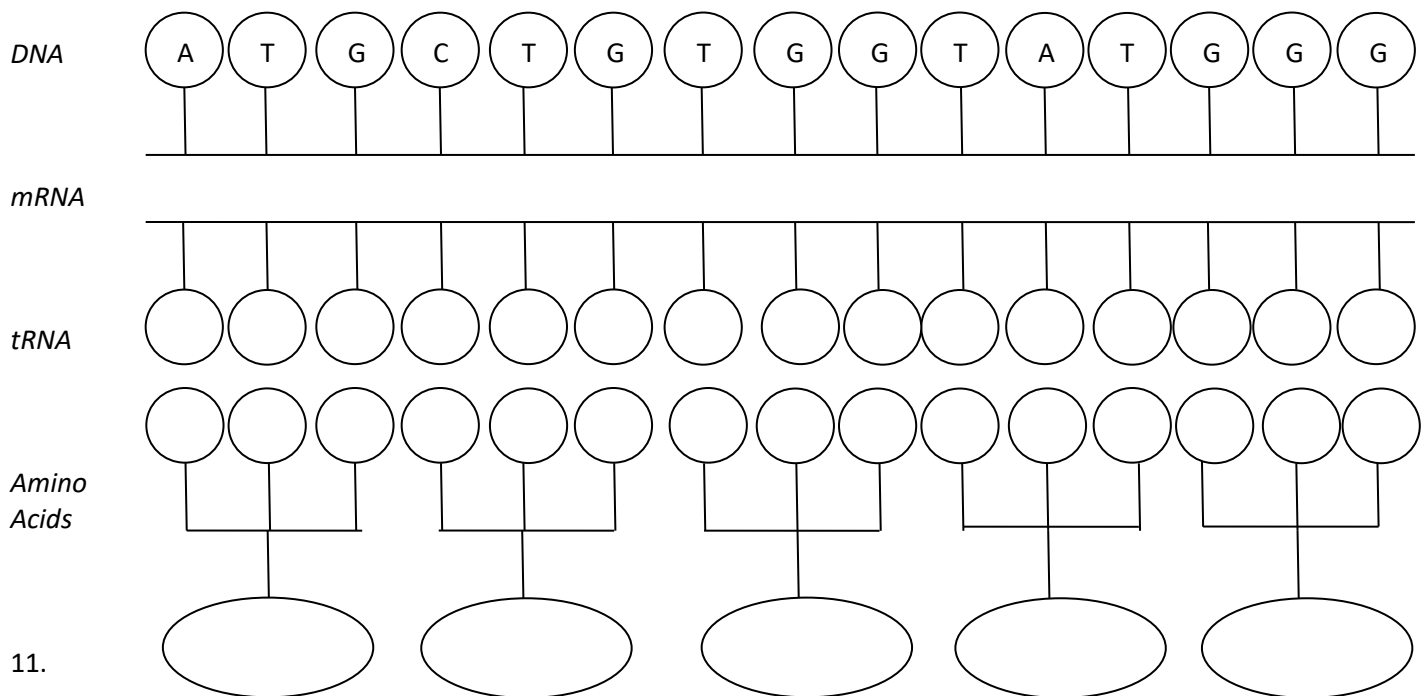 DNA A T G C T G T G G T A T G G G
mRNA
tRNA
Amino
Acids
11.